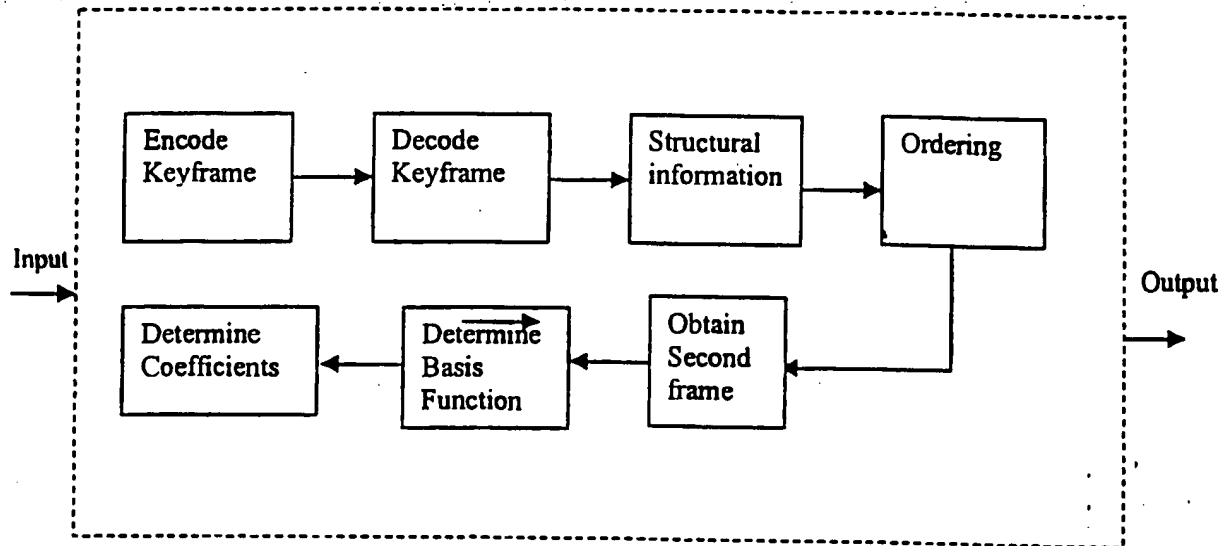 Encode
Keyframe
Decode
Keyframe
Structural
information
Ordering
Input
Output
Determine
Coefficients
Determine
Basis
Function
Obtain
Second
frame